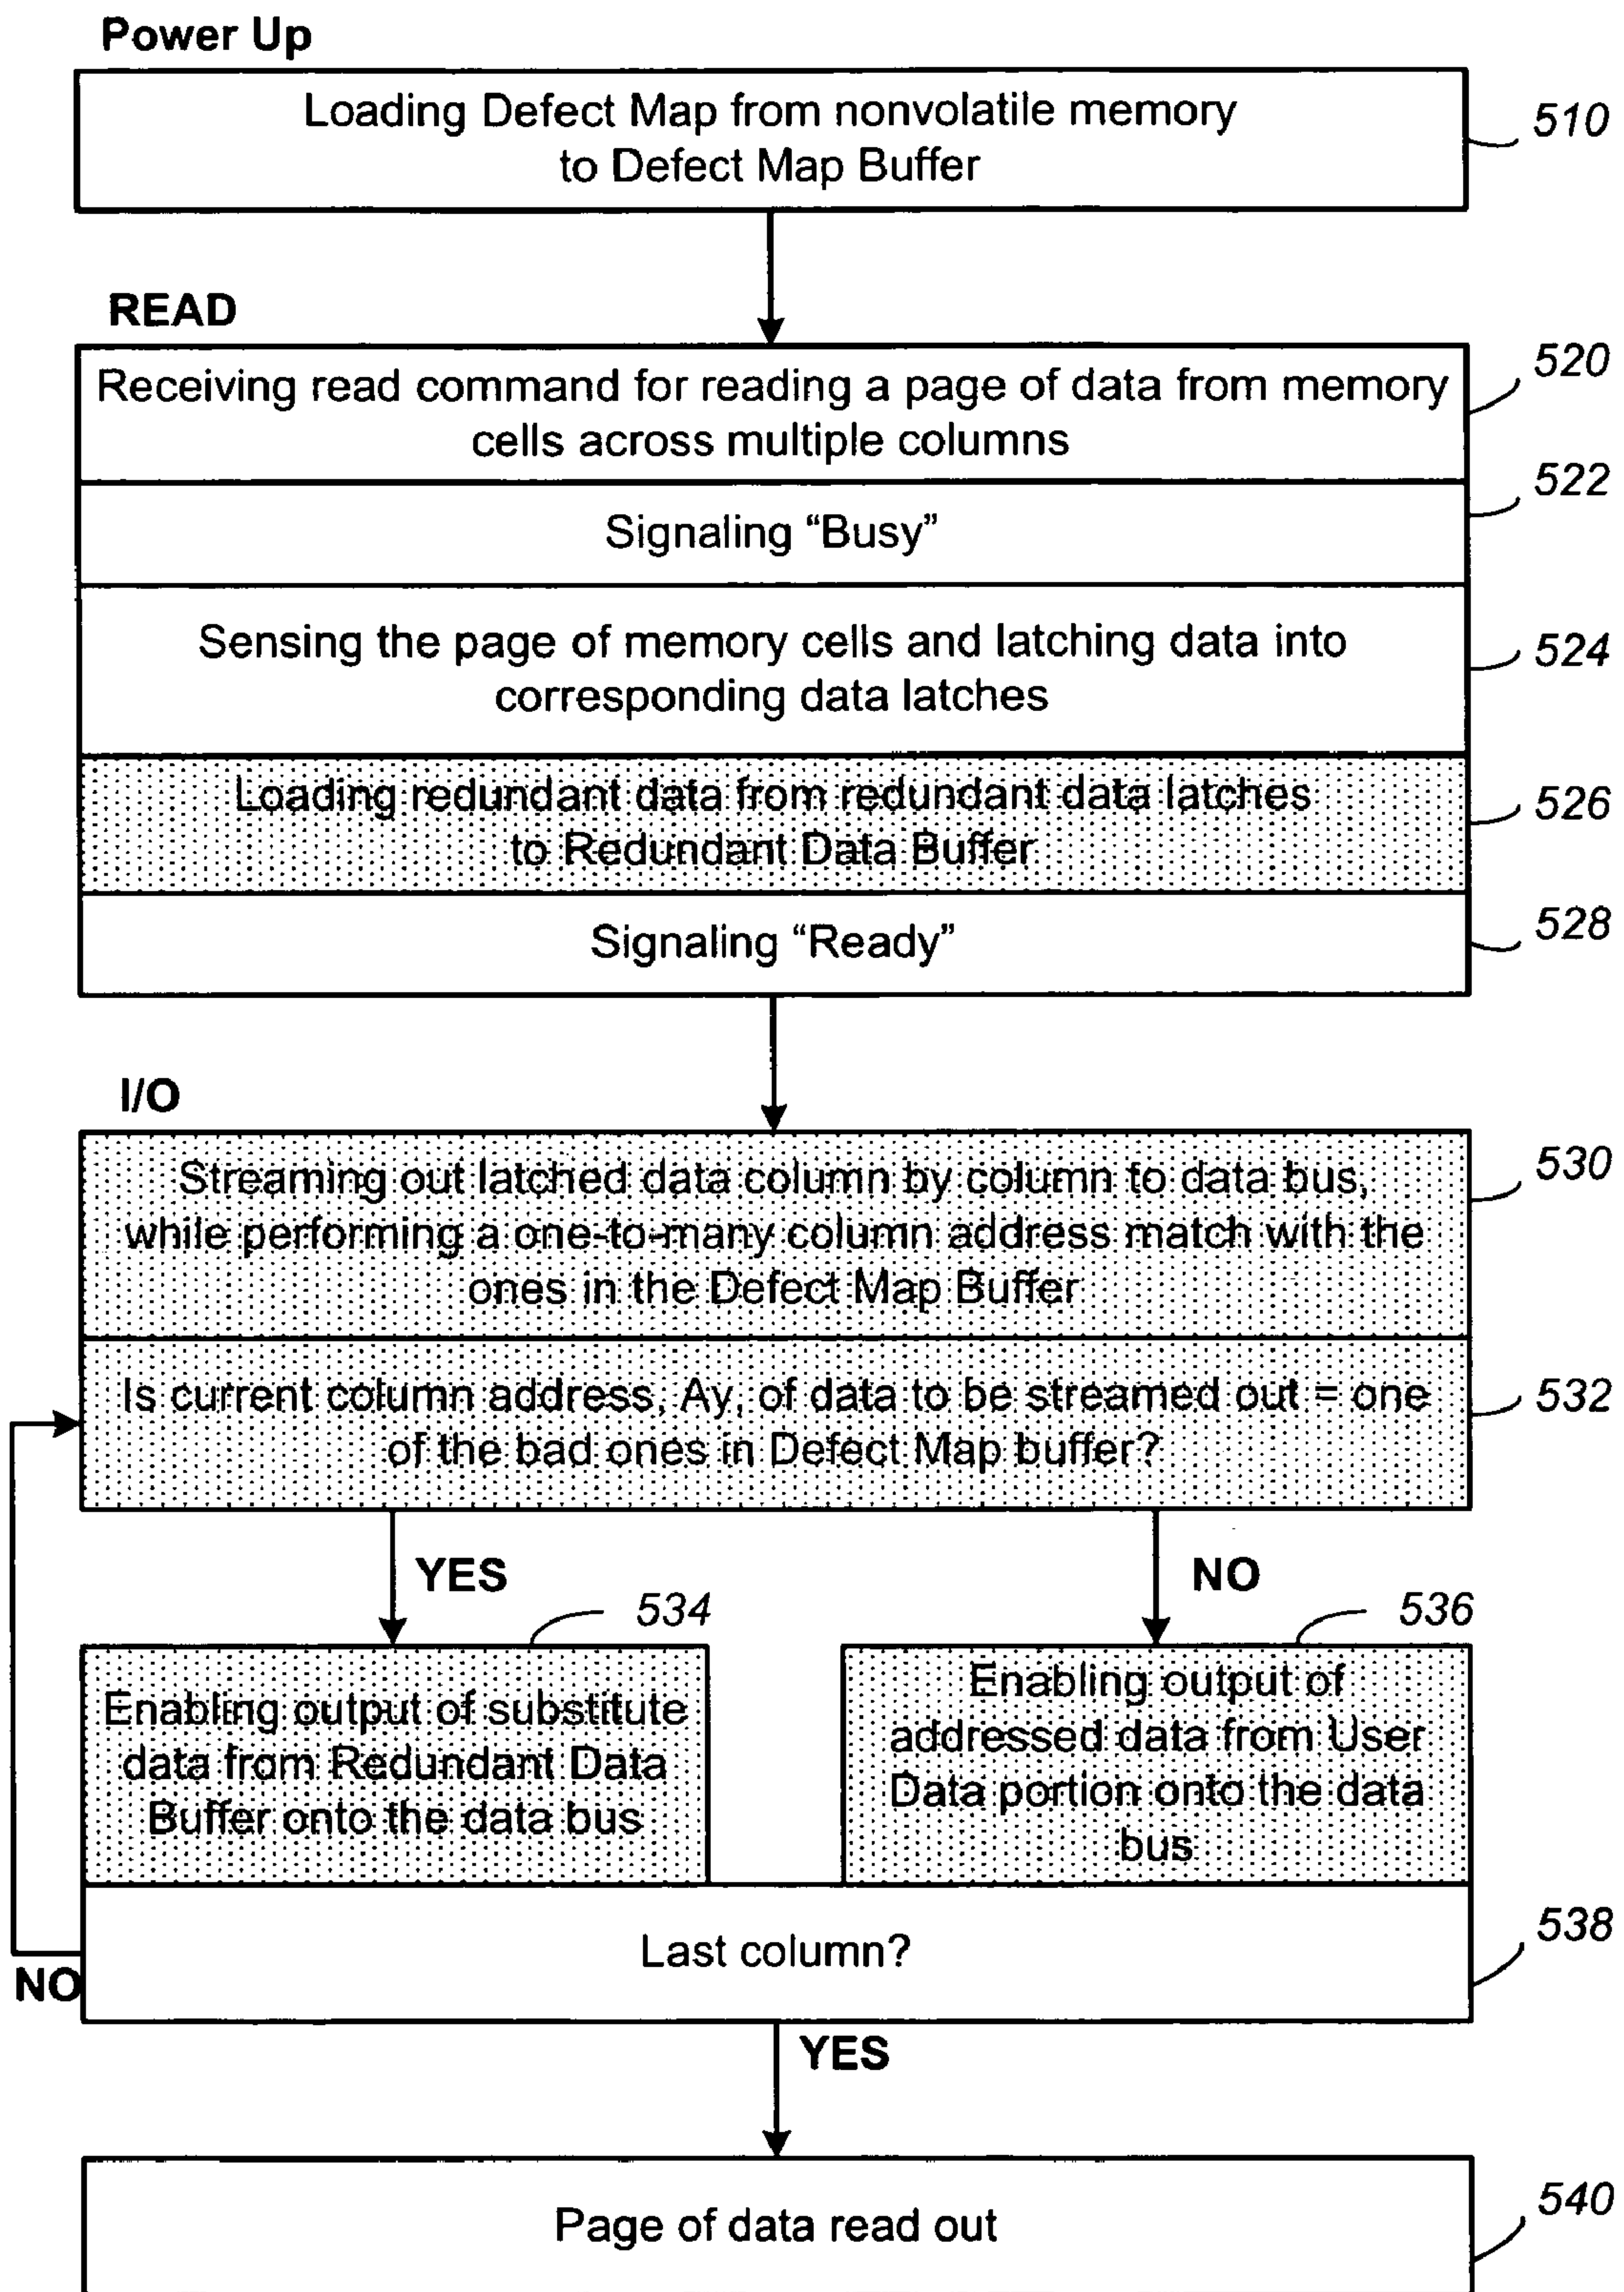 Power Up
Loading Defect Map from nonvolatile memory
to Defect Map Buffer
510
READ
Receiving read command for reading a page of data from memory
cells across multiple columns
520
Signaling “Busy”
522
Sensing the page of memory cells and latching data into
corresponding data latches
524
Loading redundant data from redundant data latches
to Redundant Data Buffer
526
Signaling “Ready”
528
I/O
Streaming out latched data column by column to data bus,
while performing a one-to-many column address match with the
ones in the Defect Map Buffer
530
Is current column address, Ay, of data to be streamed out = one
of the bad ones in Defect Map buffer?
532
YES
NO
534
536
Enabling output of substitute
data from Redundant Data
Buffer onto the data bus
Enabling output of
addressed data from User
Data portion onto the data
bus
Last column?
538
NO
YES
Page of data read out
540